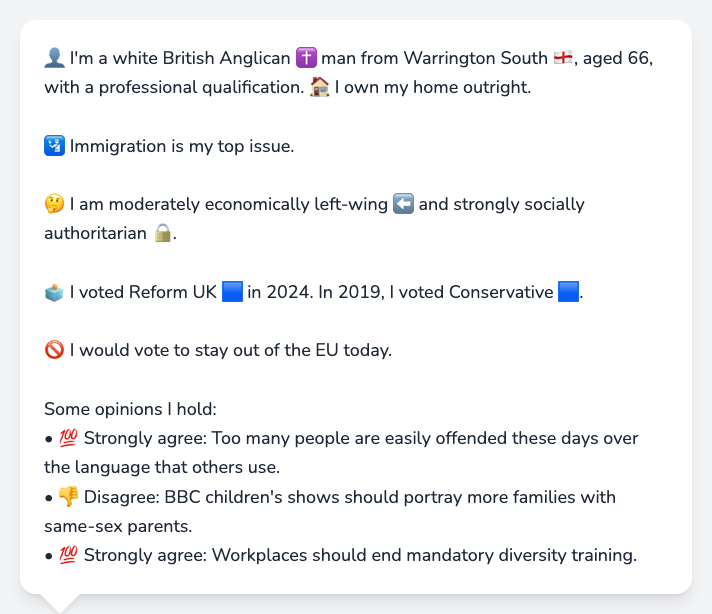 👤 I'm a white British Anglican ✝️ man from Warrington South 🏴󠁧󠁢󠁥󠁮󠁧󠁿, aged 66,
with a professional qualification. 🏠 I own my home outright.
🛂 Immigration is my top issue.
🤔 I am moderately economically left-wing ⬅️ and strongly socially
authoritarian 🔒.
🗳️ I voted Reform UK 🟦 in 2024. In 2019, I voted Conservative 🟦.
🚫 I would vote to stay out of the EU today.
Some opinions I hold:
• 💯 Strongly agree: Too many people are easily offended these days over
the language that others use.
• 👎 Disagree: BBC children's shows should portray more families with
same-sex parents.
• 💯 Strongly agree: Workplaces should end mandatory diversity training.